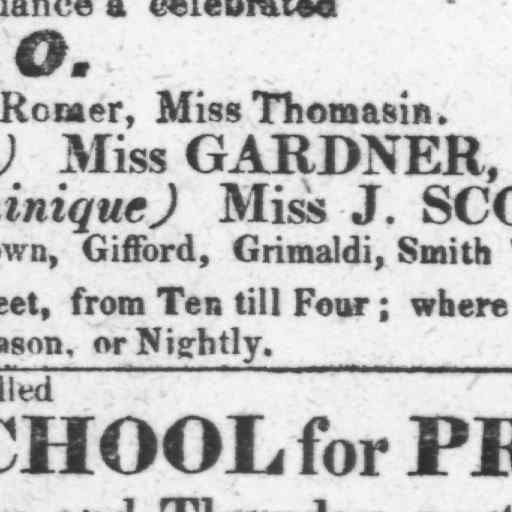 a celebrated
o.
Romer, Miss Thomasin.
) Miss GARDNER,
inique) Miss J. SCO
own, Gifford, Grimaldi, Smith
eet, from Ten till Four; where
ason, or Nightly.
lled
CHOOL for PR